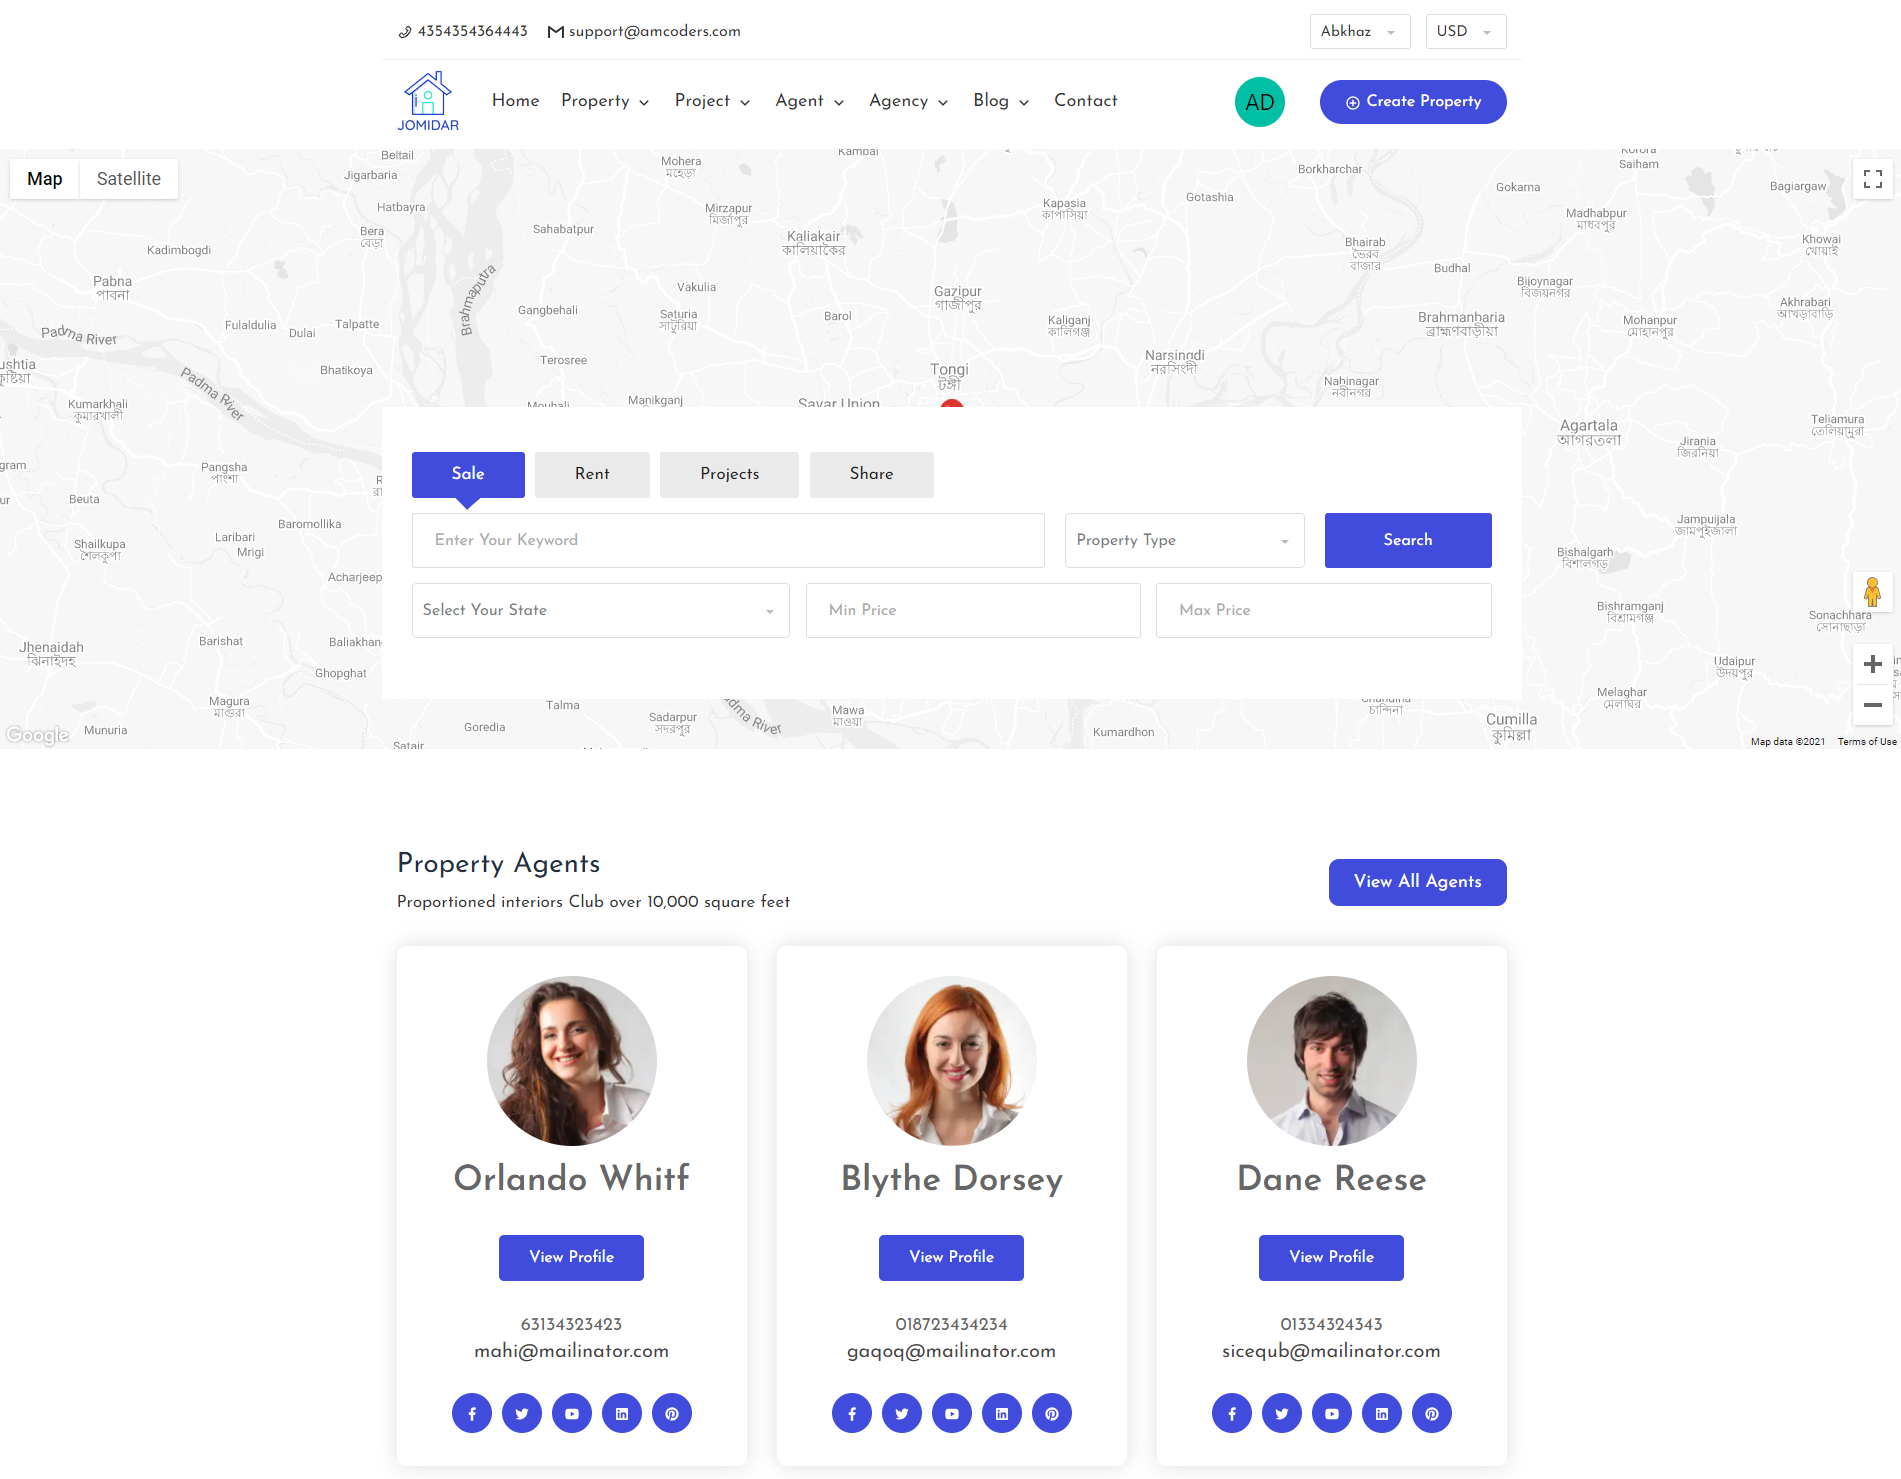 4354354364443 support@amcoders.com Abkhaz USD
JOMIDAR
Home Property Project Agent Agency Blog Contact AD Create Property
Map Satellite
Beltail
Jigarbaria
Hatbayra
Bera
বেড়া
Kadimbogdi
Pabna
পাবনা
Padma River
Fulaldulia
Dulai
Talpatte
Bhatikoya
Padma River
Kumarkhali
কুমারখালী
Pangsha
পাংশা
Beuta
Baromollika
Laribari
Mrigi
Shailkupa
শৈলকুপা
Acharjeep
Barishat
Baliakhan
Jhenaidah
ঝিনাইদহ
Ghopghat
Magura
মাগুরা
Munuria
Google
Brahmaputra
Sahabatpur
Gangbehali
Terosree
Mouhali
Manikganj
Mohera
মহেড়া
Mirzapur
মির্জাপুর
Kambai
Kaliakair
কালিয়াকৈর
Vakulia
Saturia
সাটুরিয়া
Barol
Savar Union
Gazipur
গাজীপুর
Tongi
টঙ্গী
Kapasia
কাপাসিয়া
Kaliganj
কালিগঞ্জ
Narsingdi
নরসিংদী
Gotashia
Borkharchar
Bhairab
ভৈরব
বাজার
Budhal
Gokarna
Brahmanbaria
ব্রাহ্মণবাড়ীয়া
Nabinagar
নবীনগর
Saiham
Madhabpur
মাধবপুর
Bijoynagar
বিজয়নগর
Mohanpur
মোহানপুর
Bagiargaw
Khowai
খোয়াই
Akhrabari
আখড়াবাড়ি
Agartala
আগরতলা
Jirania
জিরনিয়া
Teliamura
তেলিয়ামুরা
Jampuijala
জামপুইজালা
Bishalgarh
বিশালগড়
Bishramganj
বিশ্রামগঞ্জ
Sonachhara
সোনাছাড়া
Udaipur
উদয়পুর
Melaghar
মেলাঘর
Cumilla
কুমিল্লা
চান্দিনা
Kumardhon
Mawa
মাওয়া
Sadarpur
সদরপুর
Talma
Goredia
Satair
Map data ©2021 Terms of Use
Sale Rent Projects Share
Enter Your Keyword Property Type Search
Select Your State Min Price Max Price
Property Agents
Proportioned interiors Club over 10,000 square feet
View All Agents
Orlando Whitf
View Profile
63134323423
mahi@mailinator.com
Blythe Dorsey
View Profile
018723434234
gaqoq@mailinator.com
Dane Reese
View Profile
01334324343
sicequb@mailinator.com